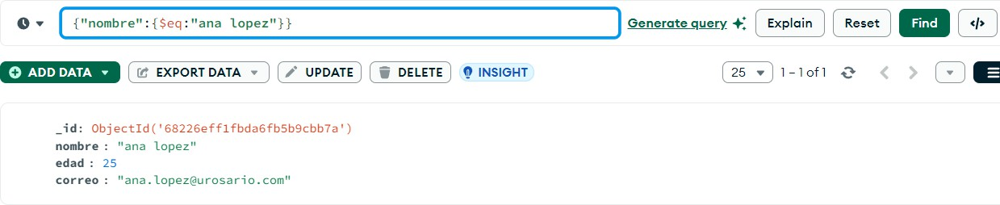 {"nombre":{$eq:"ana lopez"}} Generate query Explain Reset Find </>
ADD DATA EXPORT DATA UPDATE DELETE INSIGHT 25 1 – 1 of 1
_id: ObjectId('68226eff1fbda6fb5b9cbb7a')
nombre : "ana lopez"
edad : 25
correo : "ana.lopez@urosario.com"